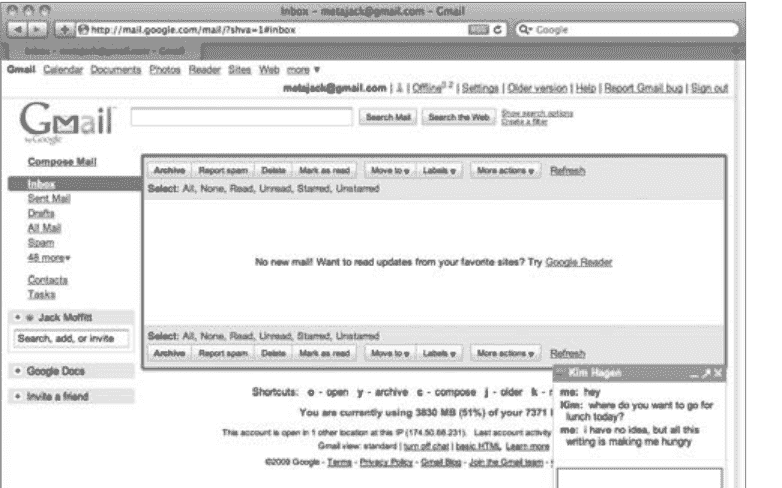 Inbox – metajack@gmail.com – Gmail
http://mail.google.com/mail/?shva=1#inbox
Google
Inbox – metajack@gmail.com – Gmail
Gmail Calendar Documents Photos Reader Sites Web more ▼
metajack@gmail.com | | Offline0.2 | Settings | Older version | Help | Report Gmail bug | Sign out
Gmail
by Google
Search Mail Search the Web
Show search options
Create a filter
Compose Mail
Inbox
Sent Mail
Drafts
All Mail
Spam
48 more▾
Contacts
Tasks
Jack Moffitt
Search, add, or invite
Google Docs
Invite a friend
Archive Report spam Delete Mark as read Move to ▾ Labels ▾ More actions ▾ Refresh
Select: All, None, Read, Unread, Starred, Unstarred
No new mail! Want to read updates from your favorite sites? Try Google Reader
Select: All, None, Read, Unread, Starred, Unstarred
Archive Report spam Delete Mark as read Move to ▾ Labels ▾ More actions ▾ Refresh
Shortcuts: o - open y - archive c - compose j - older k -
You are currently using 3830 MB (51%) of your 7371
This account is open in 1 other location at this IP (174.50.66.231). Last account activity
Gmail view: standard | turn off chat | basic HTML Learn more
©2009 Google - Terms - Privacy Policy - Gmail Blog - Join the Gmail team -
Kim Hagen
me: hey
Kim: where do you want to go for
lunch today?
me: i have no idea, but all this
writing is making me hungry